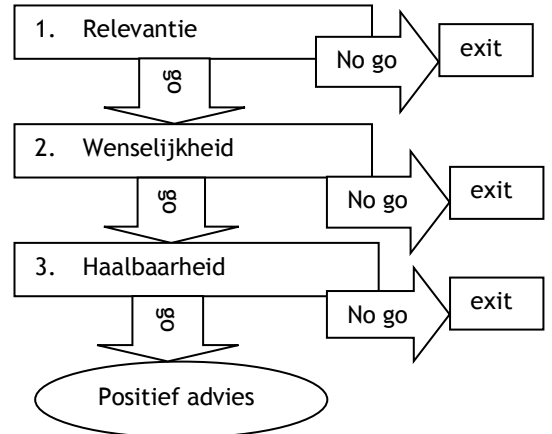 1. Relevantie
No go
exit
go
2. Wenselijkheid
No go
exit
go
3. Haalbaarheid
No go
exit
go
Positief advies